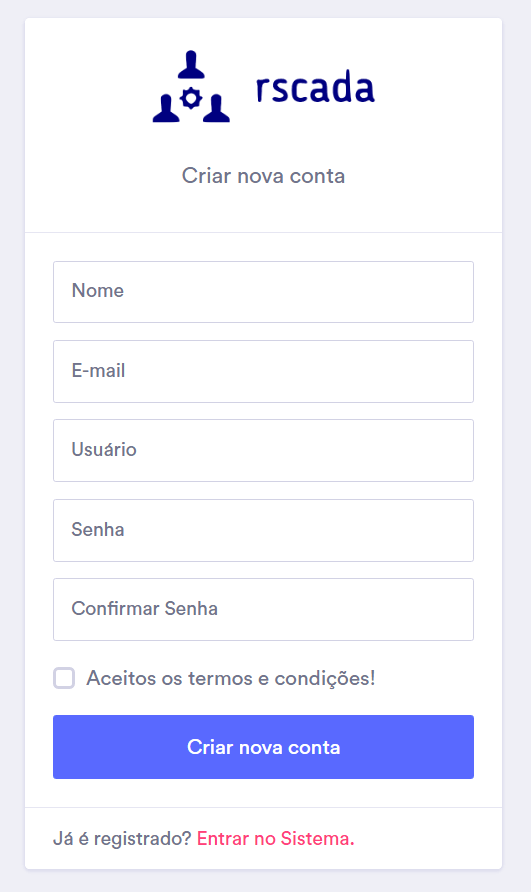 rscada
Criar nova conta
Nome
E-mail
Usuário
Senha
Confirmar Senha
Aceitos os termos e condições!
Criar nova conta
Já é registrado? Entrar no Sistema.